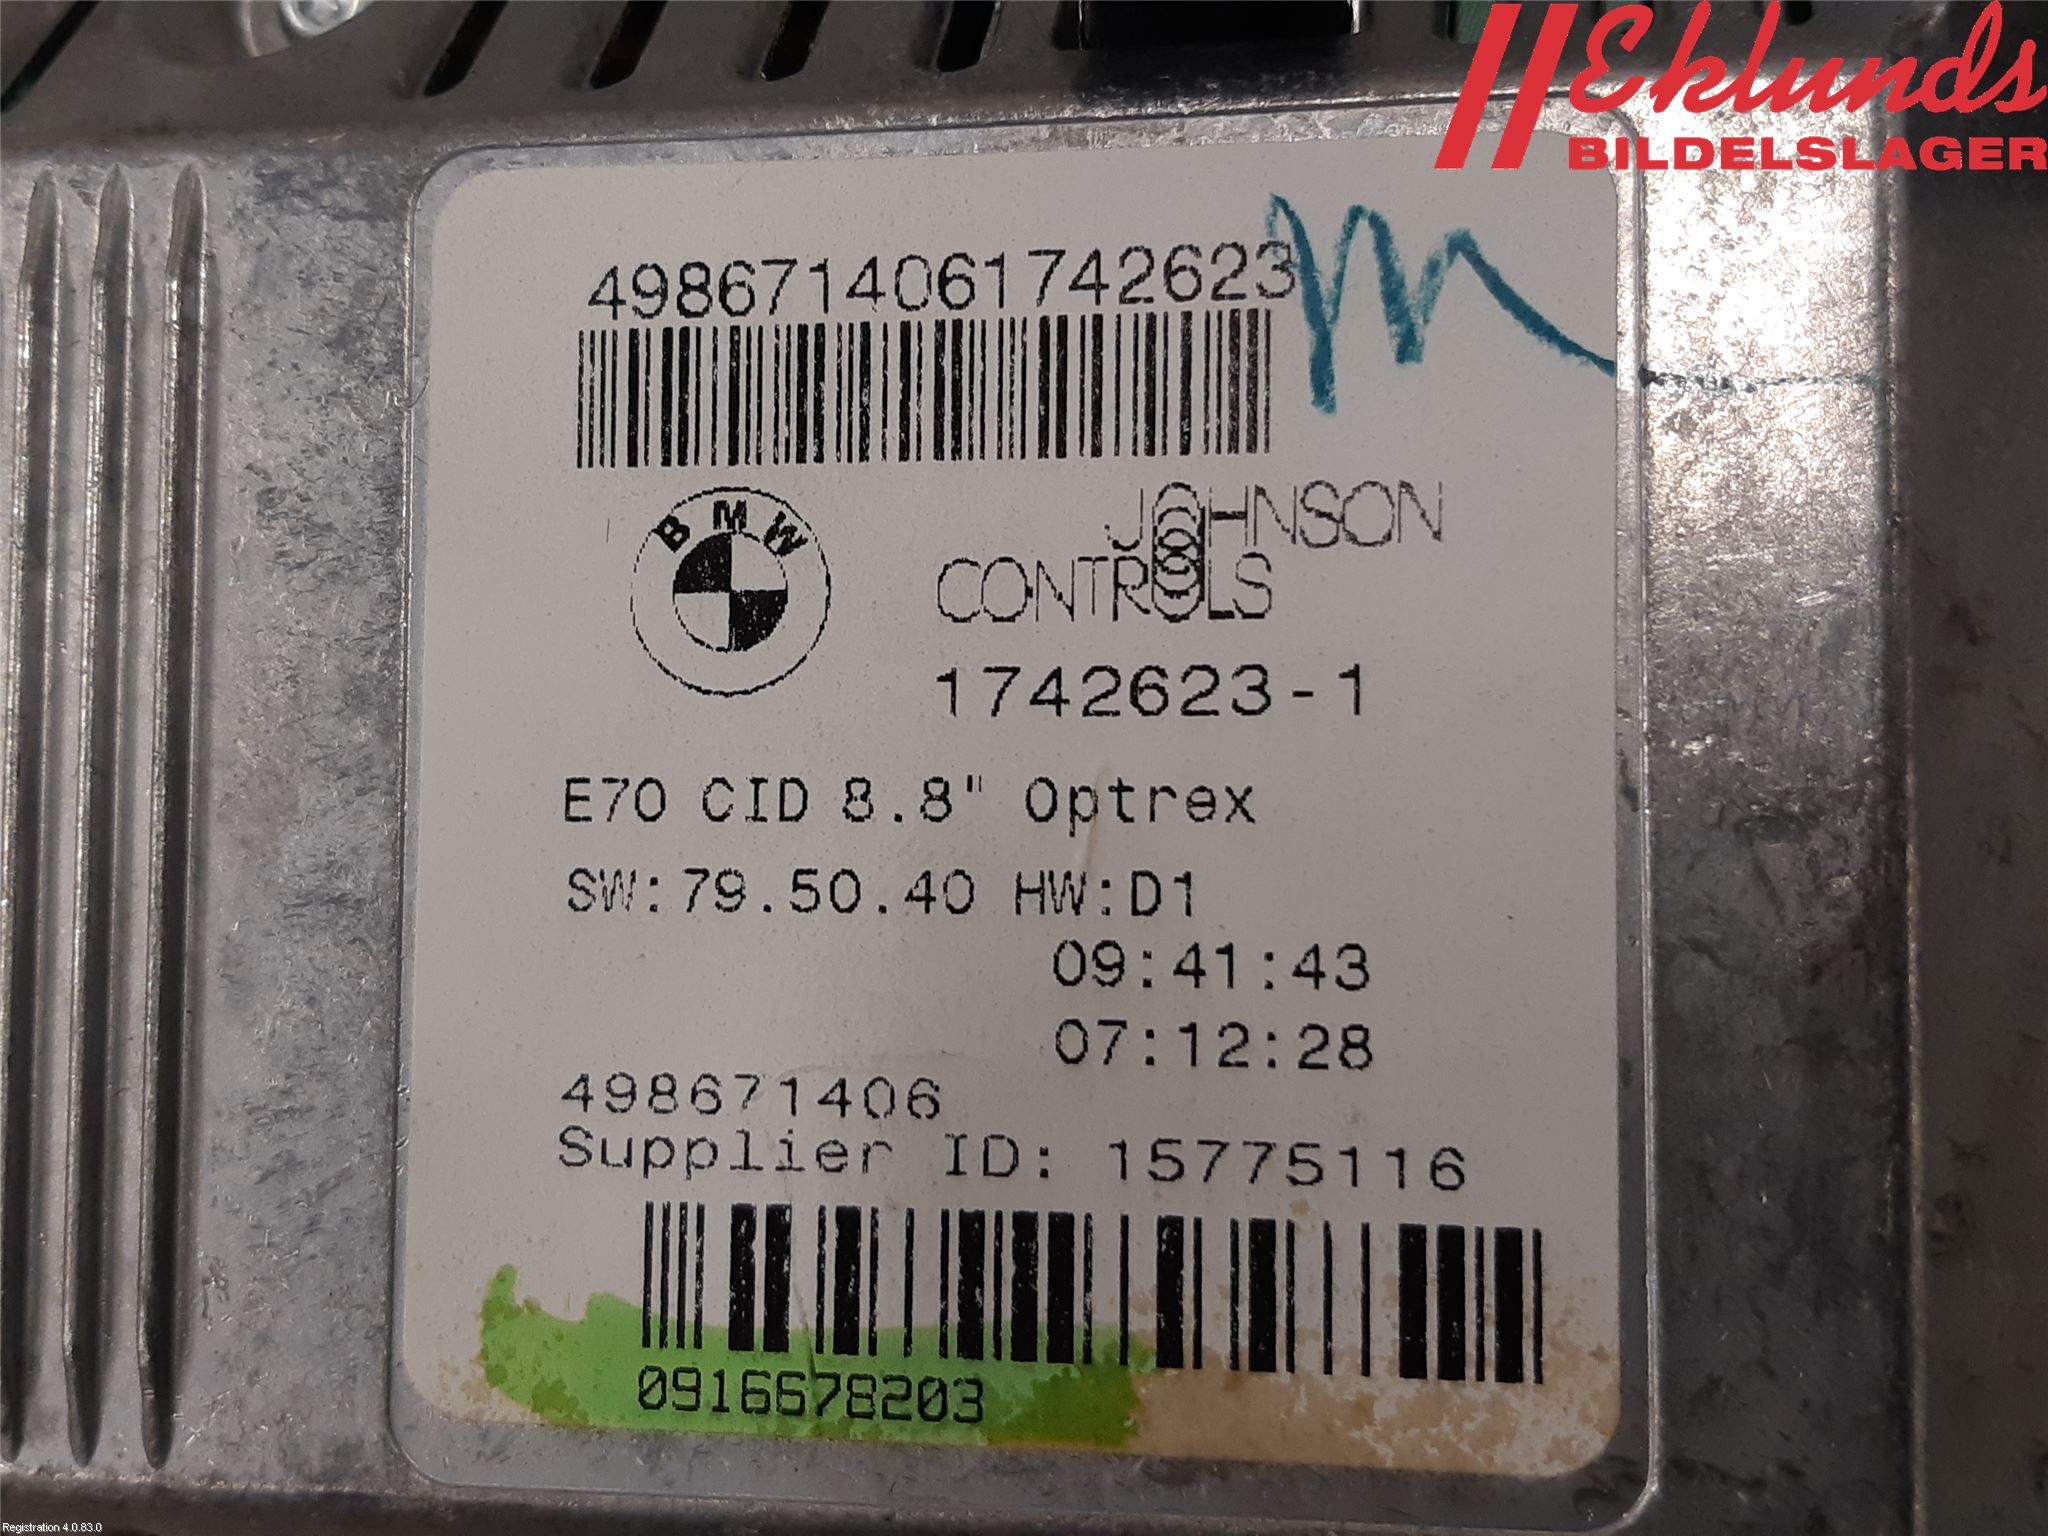 Eklunds
BILDELSLAGER
4986714061742623
BMW
JOHNSON
CONTROLS
1742623-1
E70 CID 8.8" Optrex
SW:79.50.40 HW:D1
09:41:43
07:12:28
498671406
Supplier ID: 15775116
0916678203
Registration 4.0.83.0